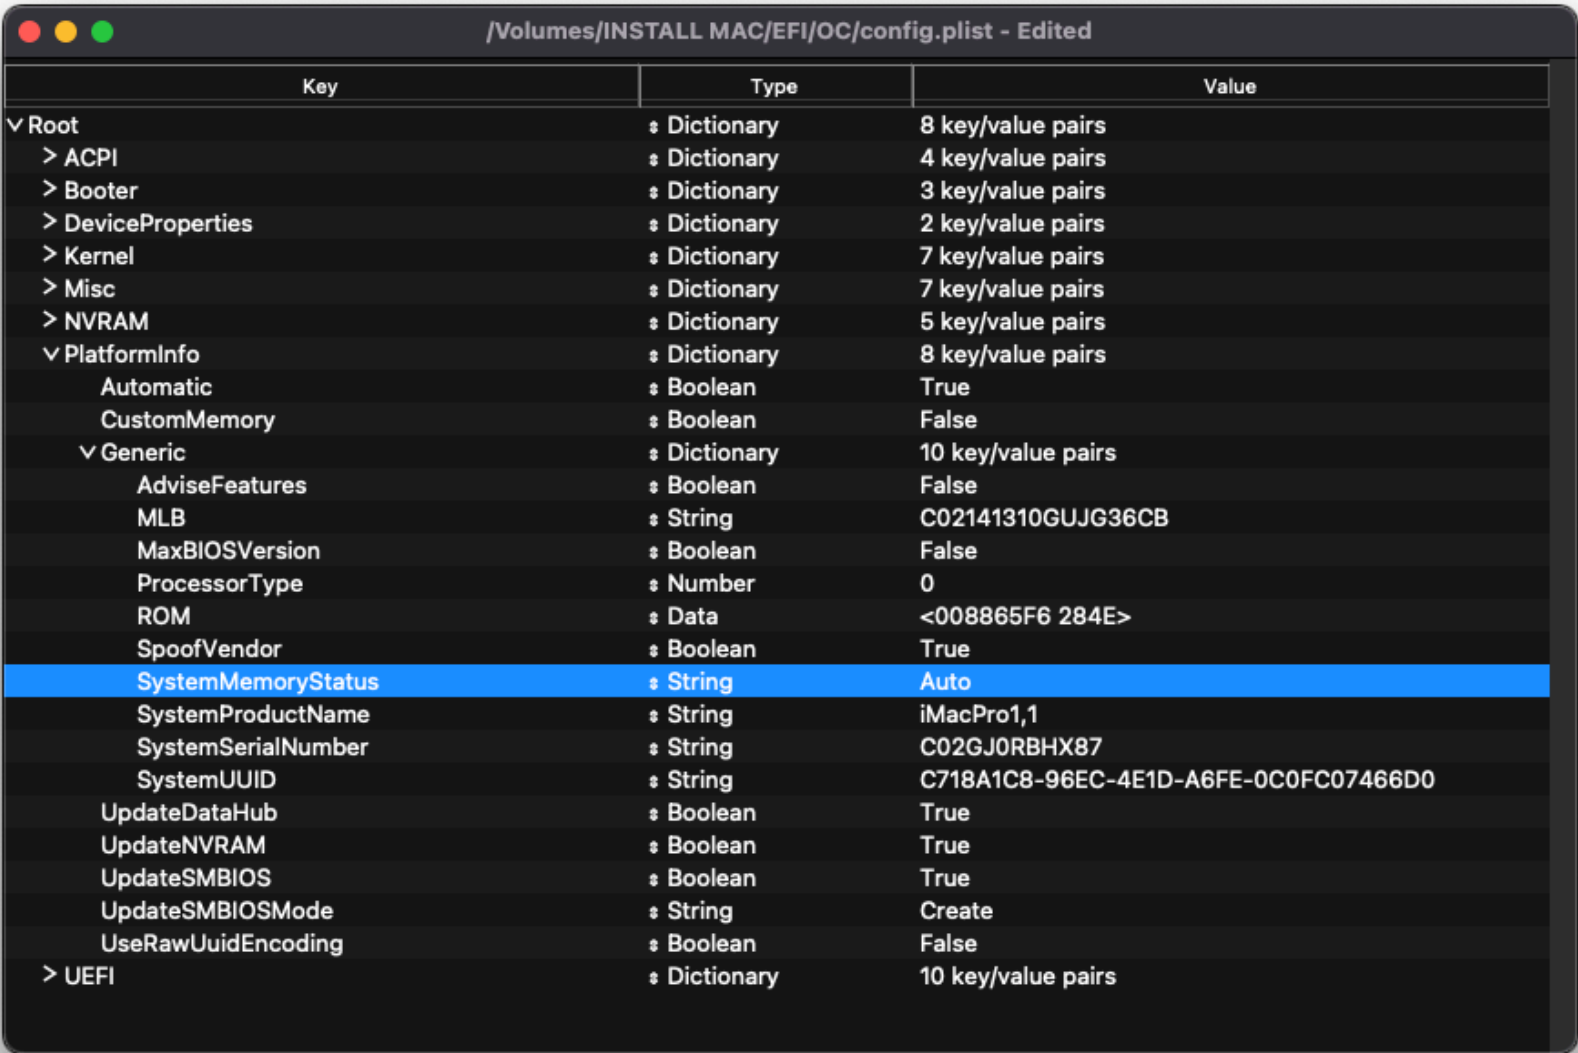 /Volumes/INSTALL MAC/EFI/OC/config.plist - Edited
Key Type Value
Root Dictionary 8 key/value pairs
ACPI Dictionary 4 key/value pairs
Booter Dictionary 3 key/value pairs
DeviceProperties Dictionary 2 key/value pairs
Kernel Dictionary 7 key/value pairs
Misc Dictionary 7 key/value pairs
NVRAM Dictionary 5 key/value pairs
PlatformInfo Dictionary 8 key/value pairs
Automatic Boolean True
CustomMemory Boolean False
Generic Dictionary 10 key/value pairs
AdviseFeatures Boolean False
MLB String C02141310GUJG36CB
MaxBIOSVersion Boolean False
ProcessorType Number 0
ROM Data <008865F6 284E>
SpoofVendor Boolean True
SystemMemoryStatus String Auto
SystemProductName String iMacPro1,1
SystemSerialNumber String C02GJ0RBHX87
SystemUUID String C718A1C8-96EC-4E1D-A6FE-0C0FC07466D0
UpdateDataHub Boolean True
UpdateNVRAM Boolean True
UpdateSMBIOS Boolean True
UpdateSMBIOSMode String Create
UseRawUuidEncoding Boolean False
UEFI Dictionary 10 key/value pairs